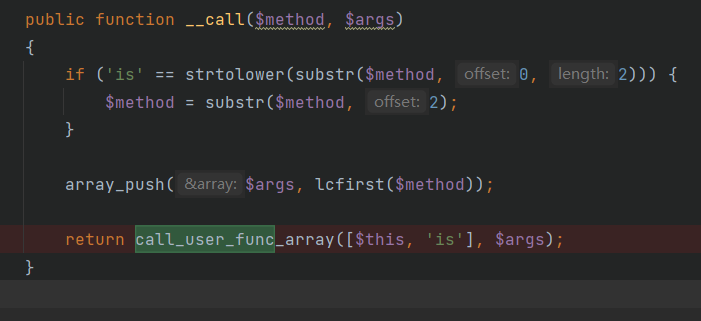 public function __call($method, $args)
{
if ('is' == strtolower(substr($method, offset: 0, length: 2))) {
$method = substr($method, offset: 2);
}
array_push( &array: $args, lcfirst($method));
return call_user_func_array([$this, 'is'], $args);
}